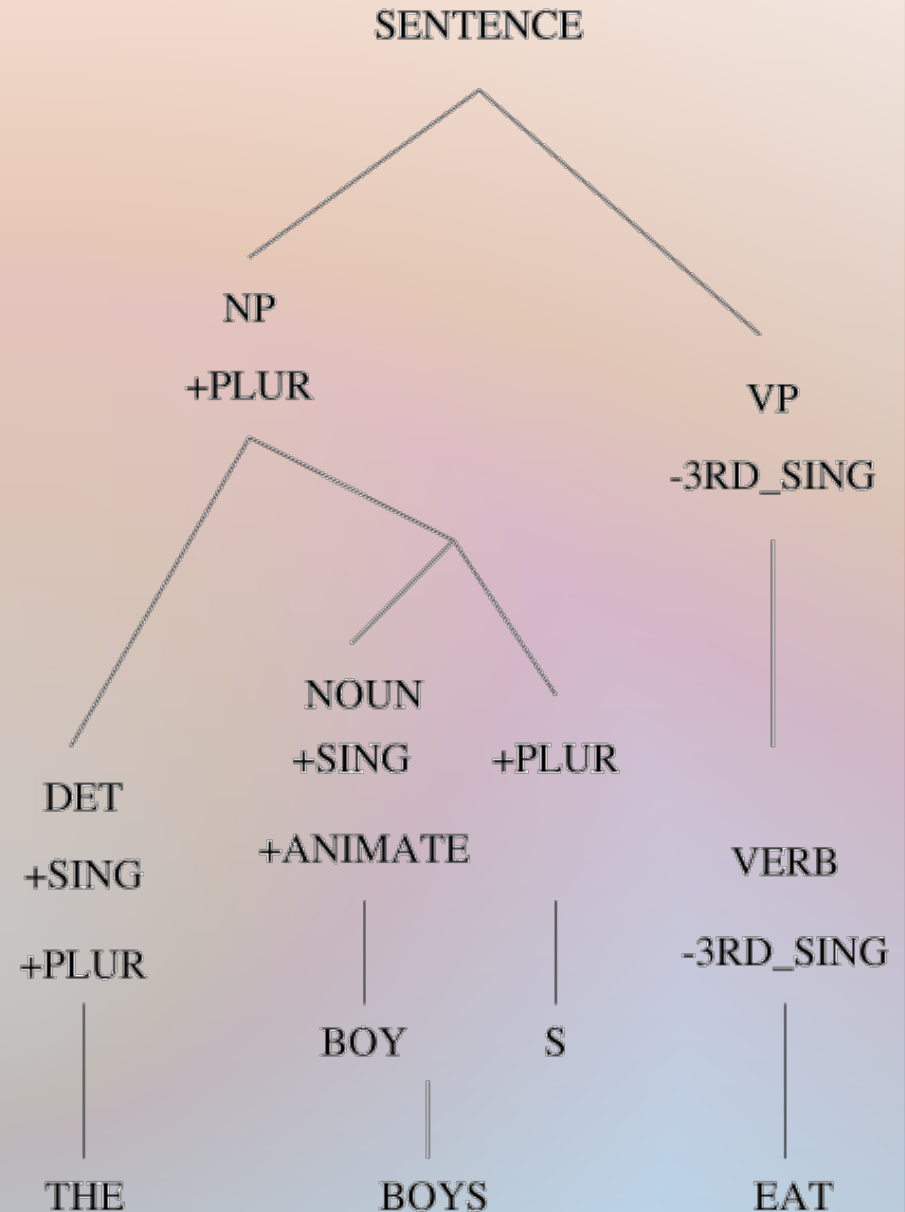 SENTENCE
NP
+PLUR
VP
-3RD_SING
NOUN
+SING +PLUR
DET
+ANIMATE
VERB
+SING
-3RD_SING
+PLUR
BOY S
THE BOYS EAT